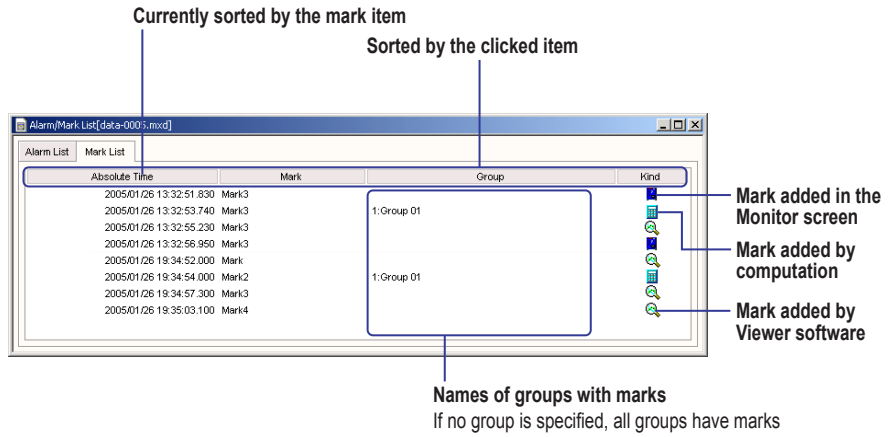 Currently sorted by the mark item
Sorted by the clicked item
Alarm/Mark List[data-0005.mxd]
Alarm List Mark List
Absolute Time Mark Group Kind
2005/01/26 13:32:51.830 Mark3
2005/01/26 13:32:53.740 Mark3 1:Group 01
2005/01/26 13:32:55.230 Mark3
2005/01/26 13:32:56.950 Mark3
2005/01/26 19:34:52.000 Mark
2005/01/26 19:34:54.000 Mark2 1:Group 01
2005/01/26 19:34:57.300 Mark3
2005/01/26 19:35:03.100 Mark4
Mark added in the
Monitor screen
Mark added by
computation
Mark added by
Viewer software
Names of groups with marks
If no group is specified, all groups have marks